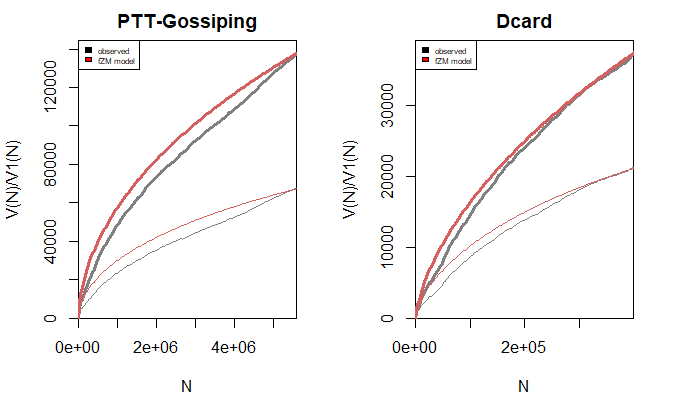 PTT-Gossiping
observed
fZM model
V(N)/V1(N)
0
40000
80000
120000
0e+00
2e+06
4e+06
N
Dcard
observed
fZM model
V(N)/V1(N)
0
10000
20000
30000
0e+00
2e+05
N